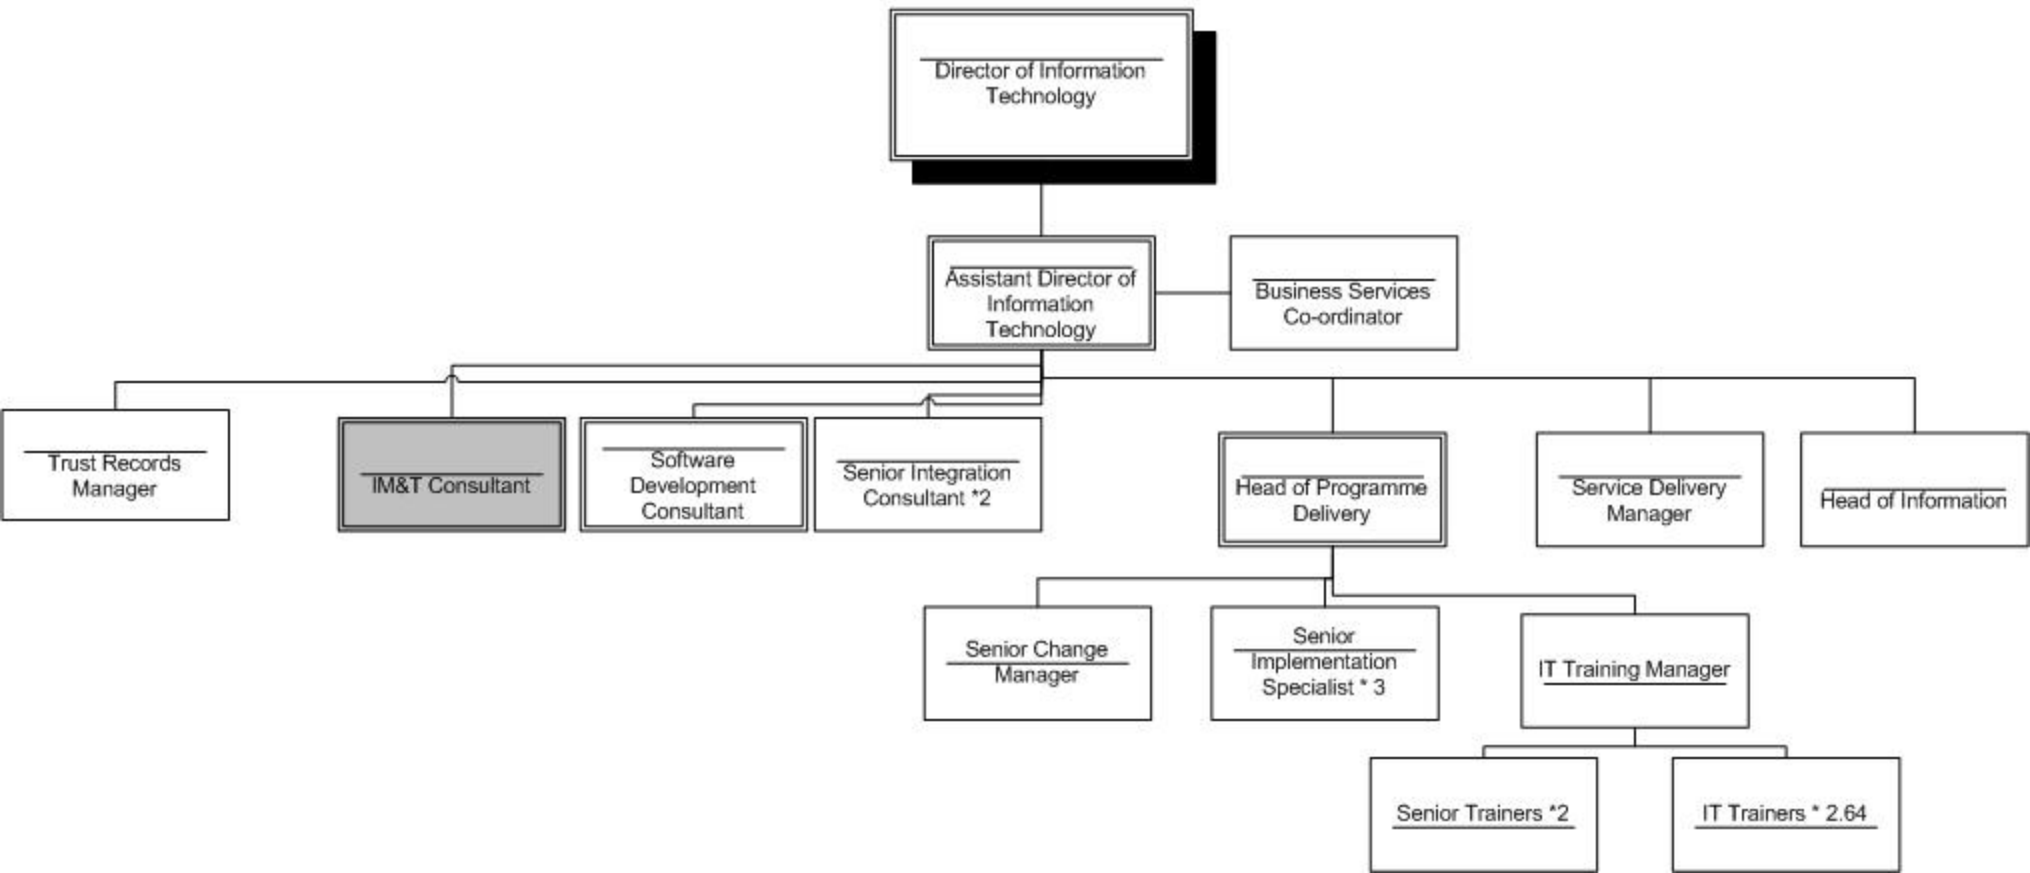 Director of Information
Technology
Assistant Director of
Information
Technology
Business Services
Co-ordinator
Trust Records
Manager
IM&T Consultant
Software
Development
Consultant
Senior Integration
Consultant *2
Head of Programme
Delivery
Service Delivery
Manager
Head of Information
Senior Change
Manager
Senior
Implementation
Specialist * 3
IT Training Manager
Senior Trainers *2
IT Trainers * 2.64